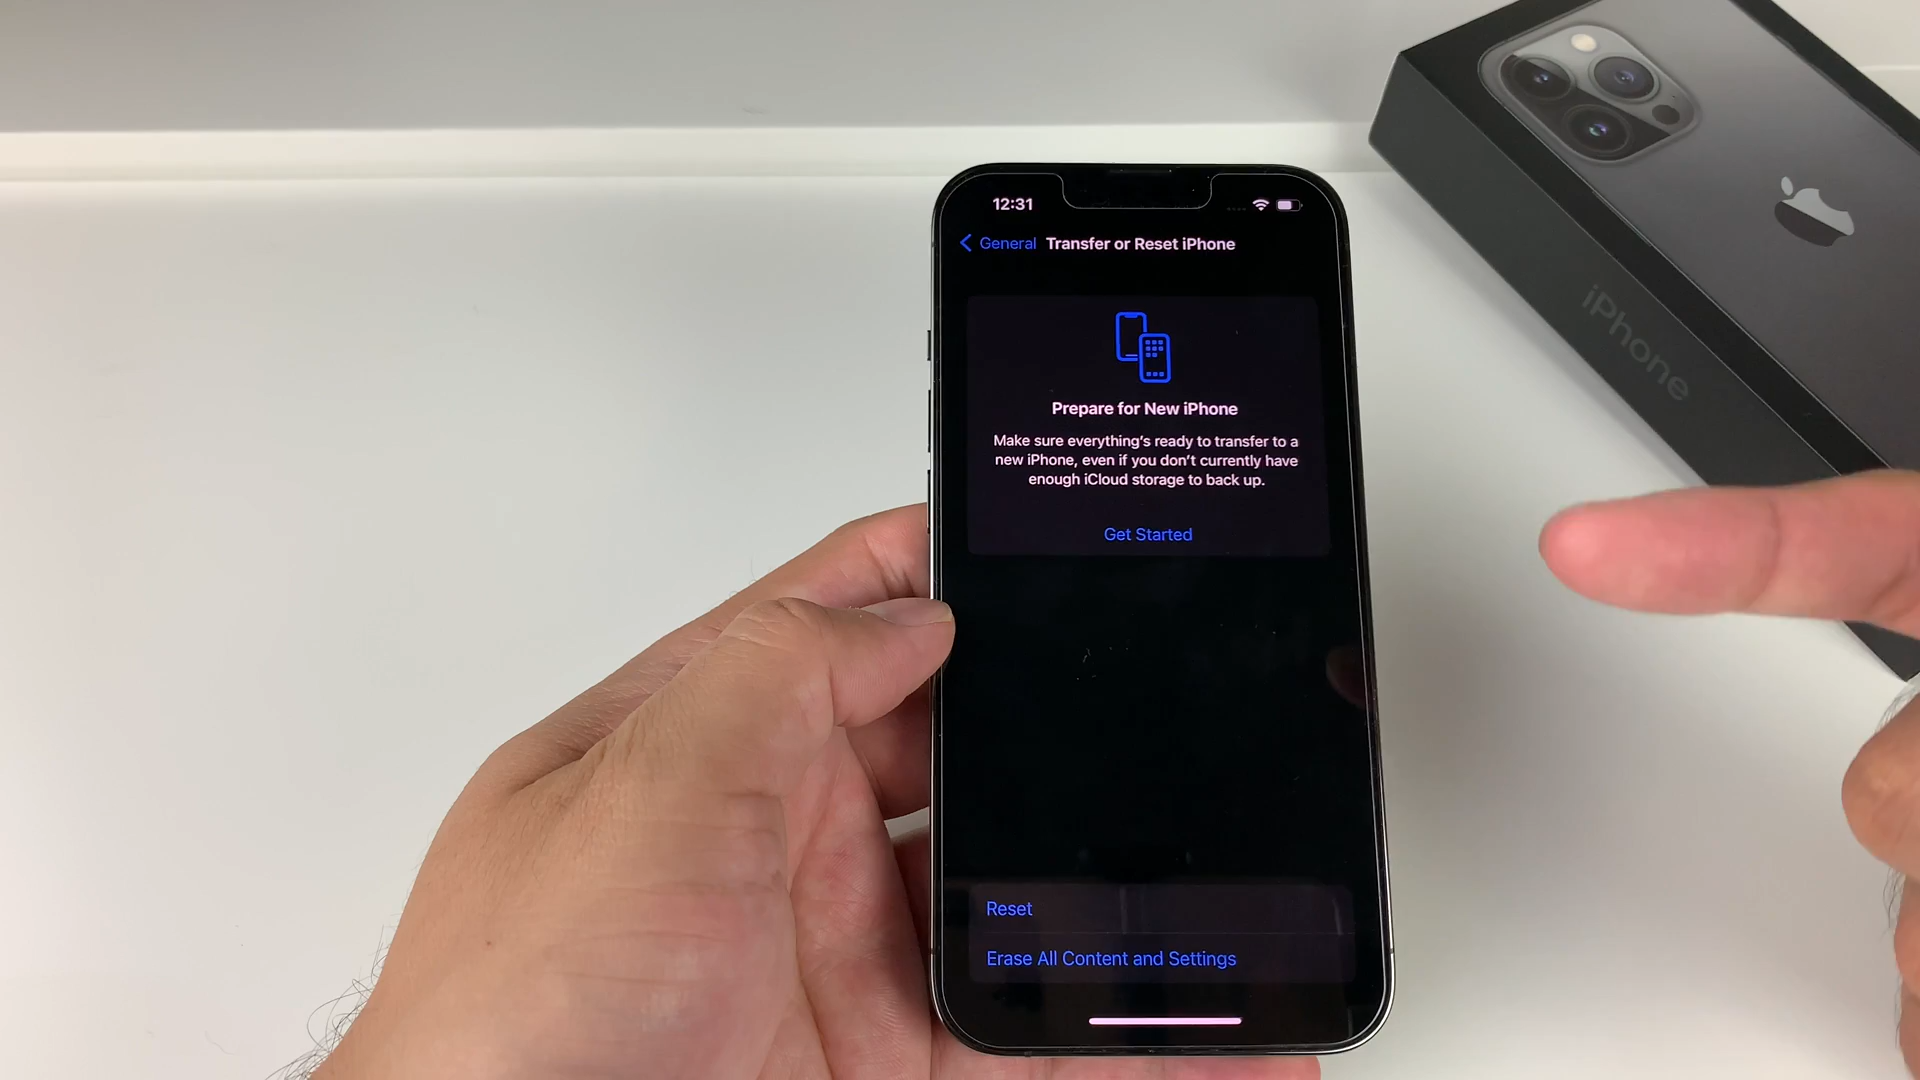 12:31
General Transfer or Reset iPhone
Prepare for New iPhone
Make sure everything's ready to transfer to a
new iPhone, even if you don't currently have
enough iCloud storage to back up.
Get Started
Reset
Erase All Content and Settings
iPhone